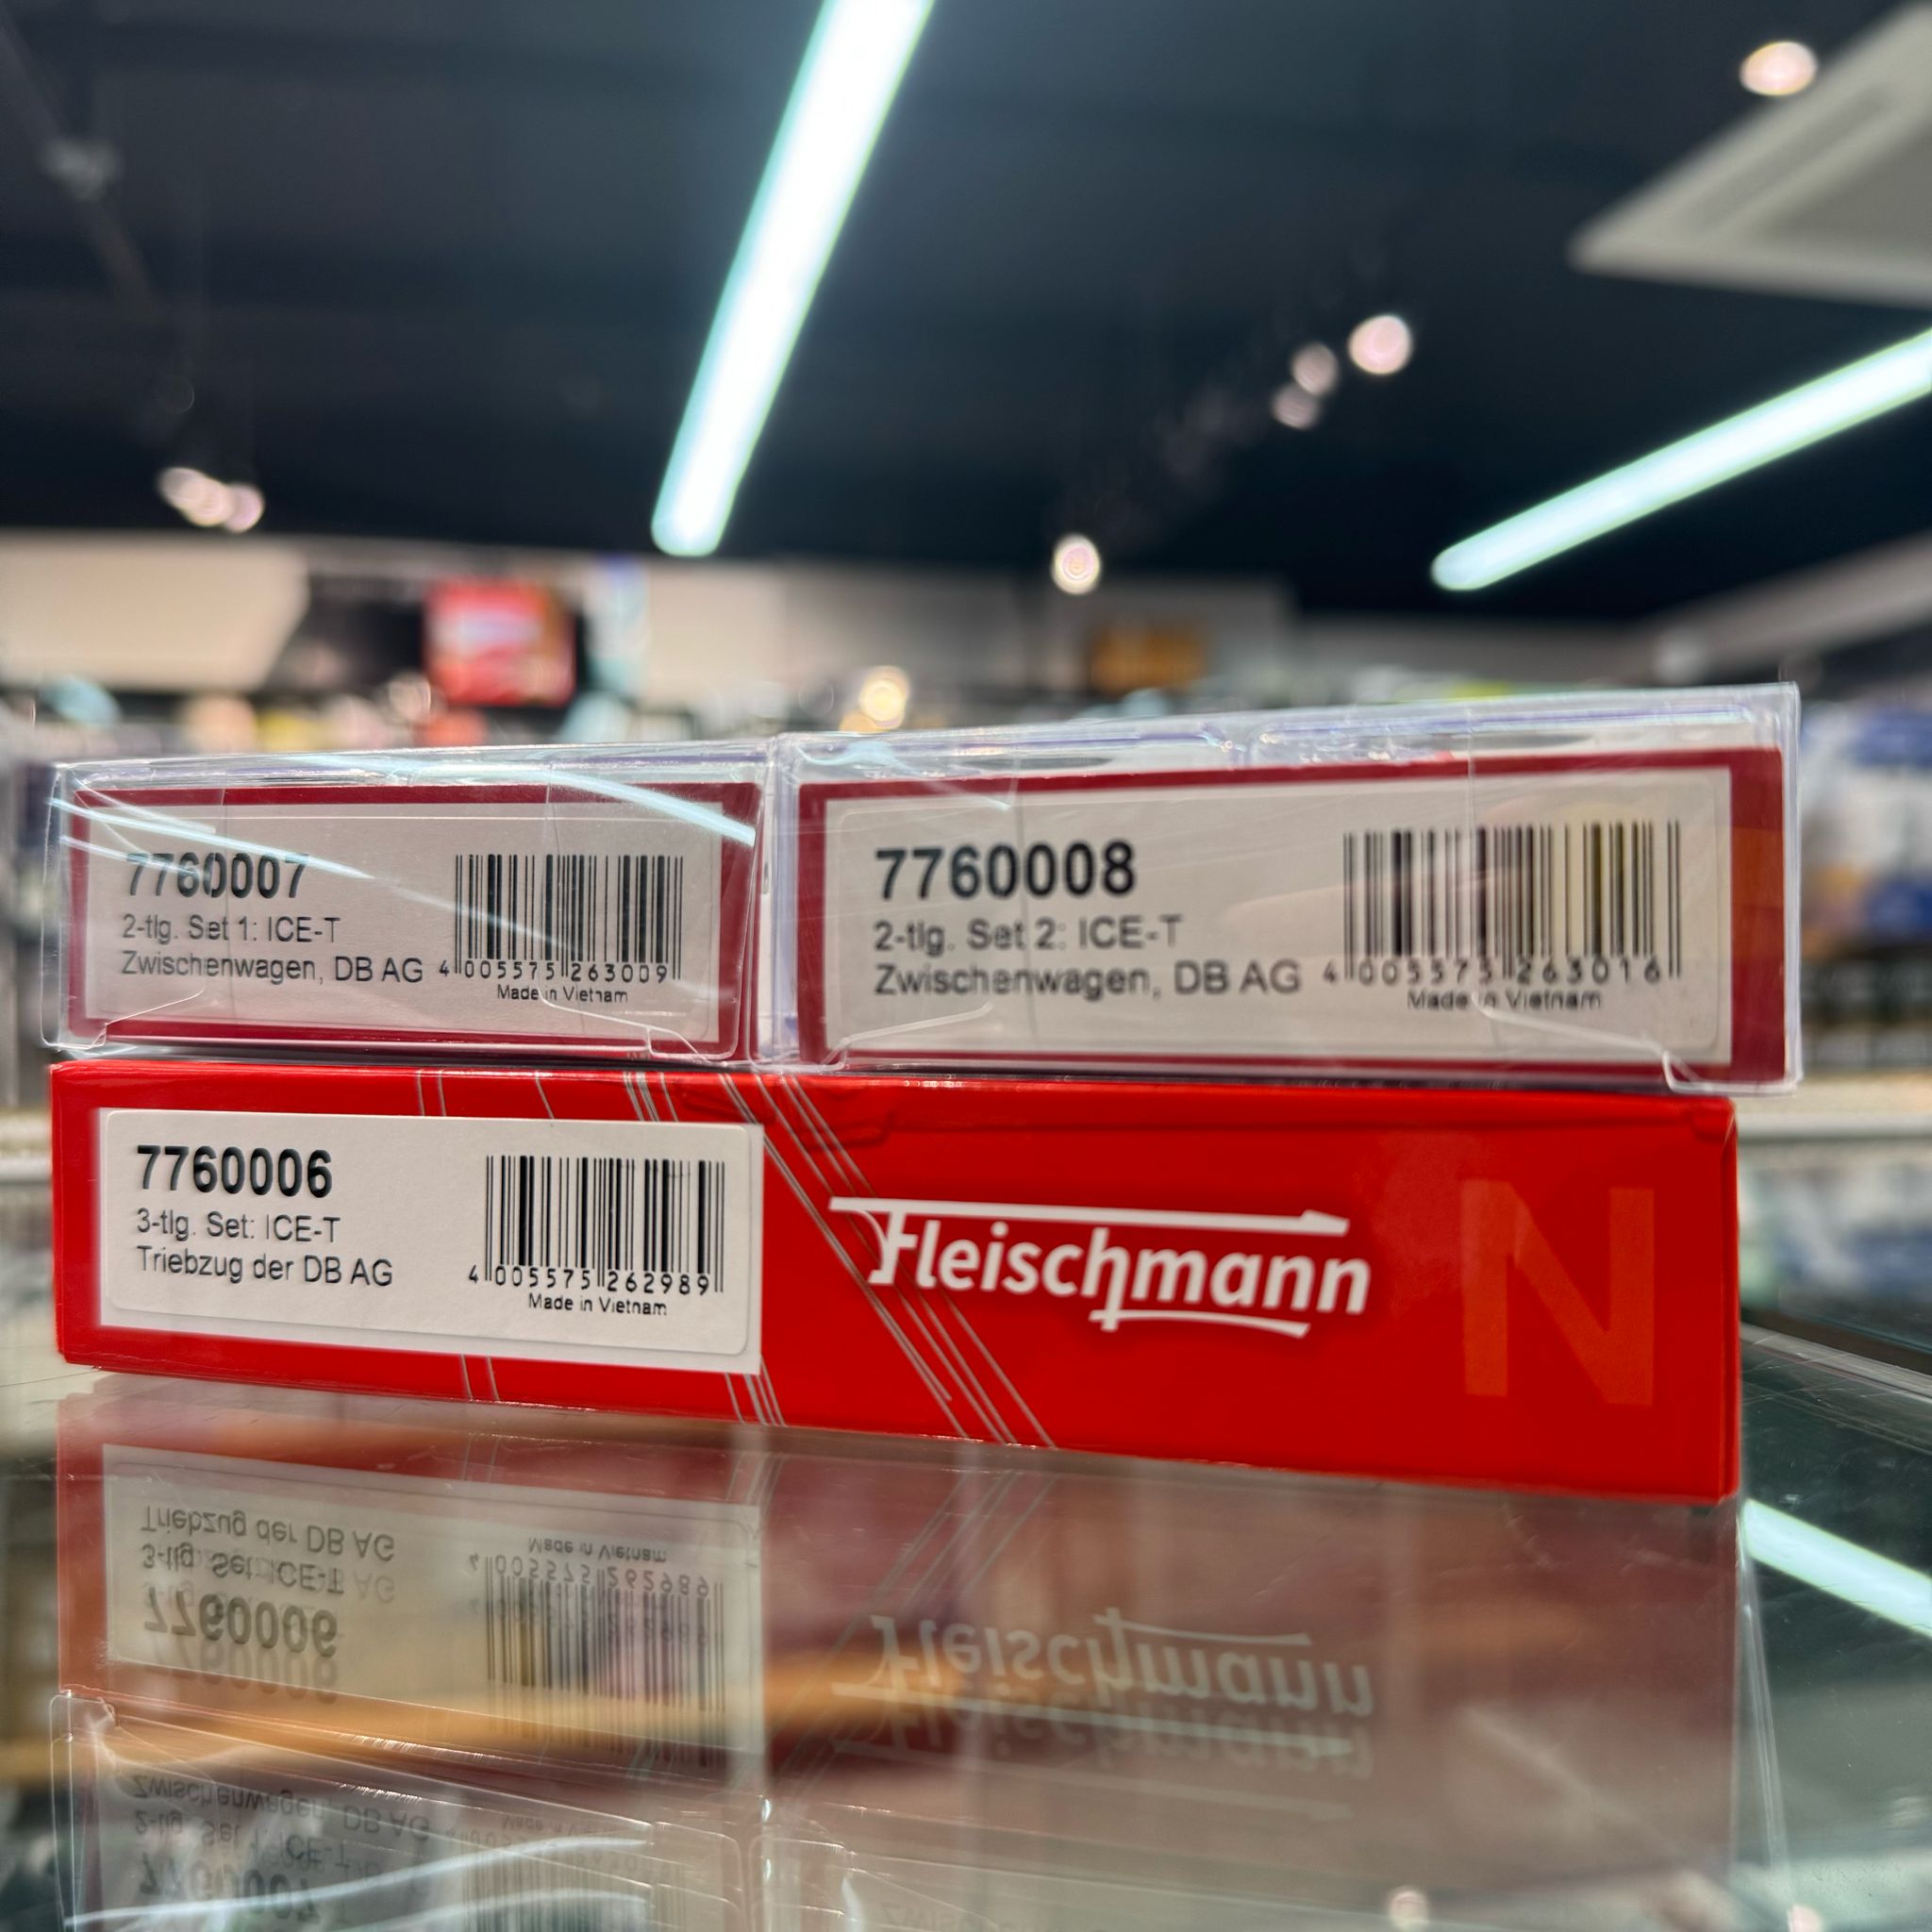 7760007
2-tlg. Set 1: ICE-T
Zwischenwagen, DB AG
4 005575 263009
Made in Vietnam
7760008
2-tlg. Set 2: ICE-T
Zwischenwagen, DB AG
4 005575 263016
Made in Vietnam
7760006
3-tlg. Set: ICE-T
Triebzug der DB AG
4 005575 262989
Made in Vietnam
Fleischmann
N